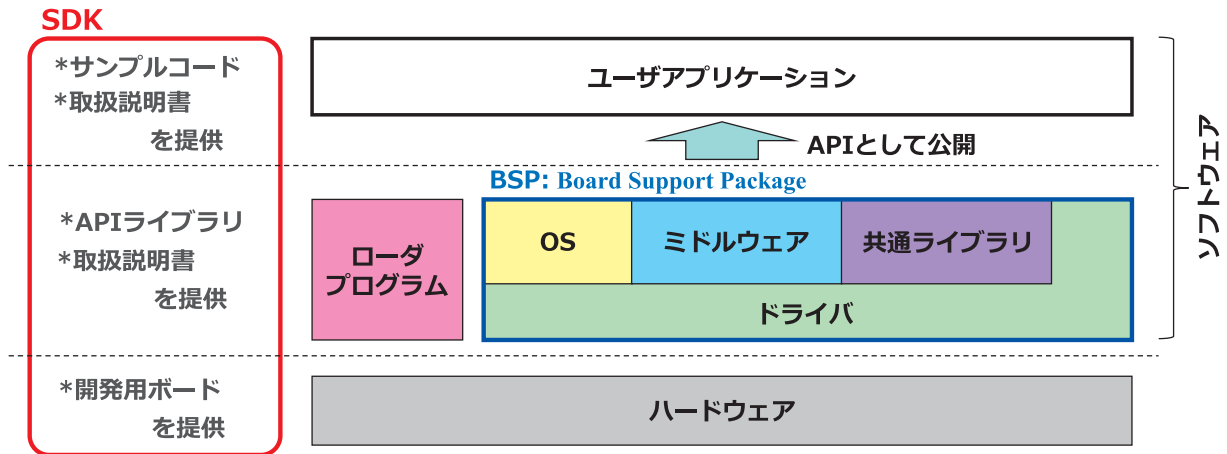 SDK
*サンプルコード
*取扱説明書
を提供
ユーザアプリケーション
APIとして公開
BSP: Board Support Package
*APIライブラリ
*取扱説明書
を提供
ローダ
プログラム
OS
ミドルウェア
共通ライブラリ
ドライバ
*開発用ボード
を提供
ハードウェア
ソフトウェア